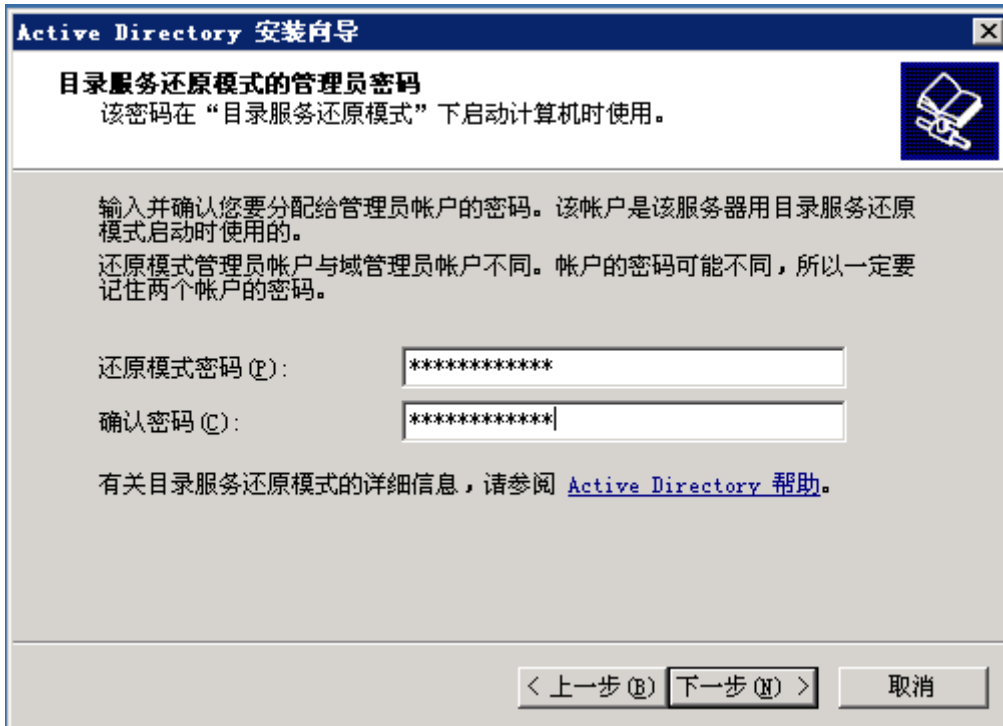 Active Directory 安装向导
目录服务还原模式的管理员密码
该密码在“目录服务还原模式”下启动计算机时使用。
输入并确认您要分配给管理员帐户的密码。该帐户是该服务器用目录服务还原
模式启动时使用的。
还原模式管理员帐户与域管理员帐户不同。帐户的密码可能不同，所以一定要
记住两个帐户的密码。
还原模式密码(P): ************
确认密码(C): ************
有关目录服务还原模式的详细信息，请参阅 Active Directory 帮助。
< 上一步(B) 下一步(N) > 取消